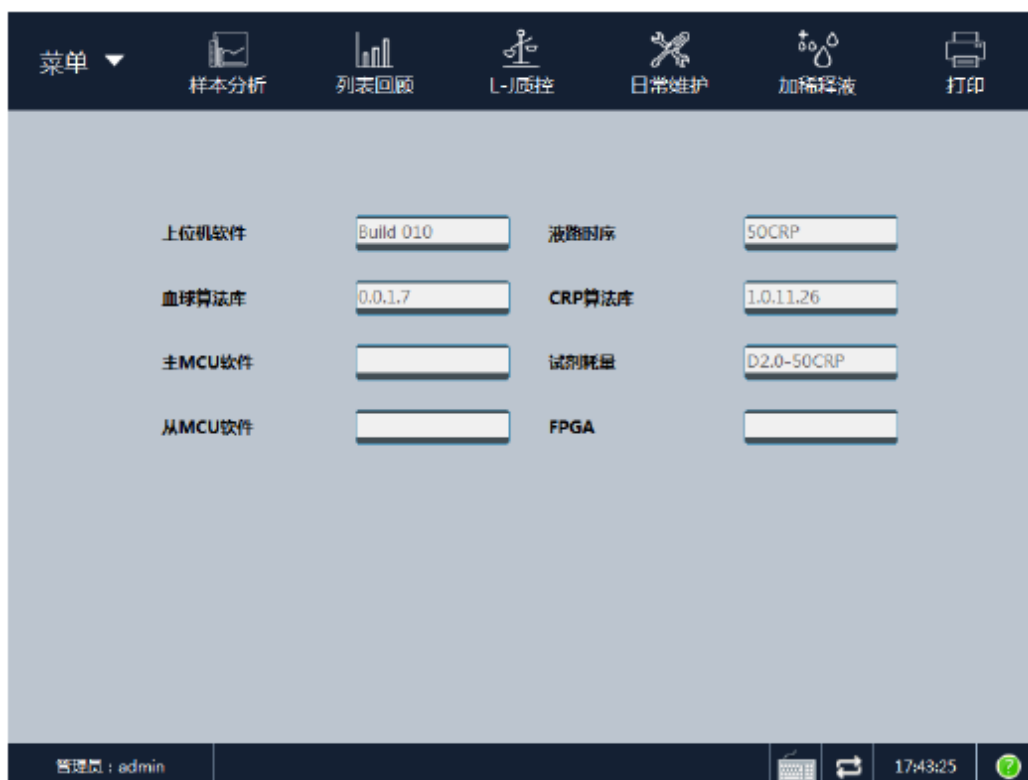 菜单
样本分析
列表回顾
L-J质控
日常维护
加稀释液
打印
上位机软件 Build 010 液路时序 50CRP
血球算法库 0.0.1.7 CRP算法库 1.0.11.26
主MCU软件 试剂耗量 D2.0-50CRP
从MCU软件 FPGA
管理员：admin 17:43:25